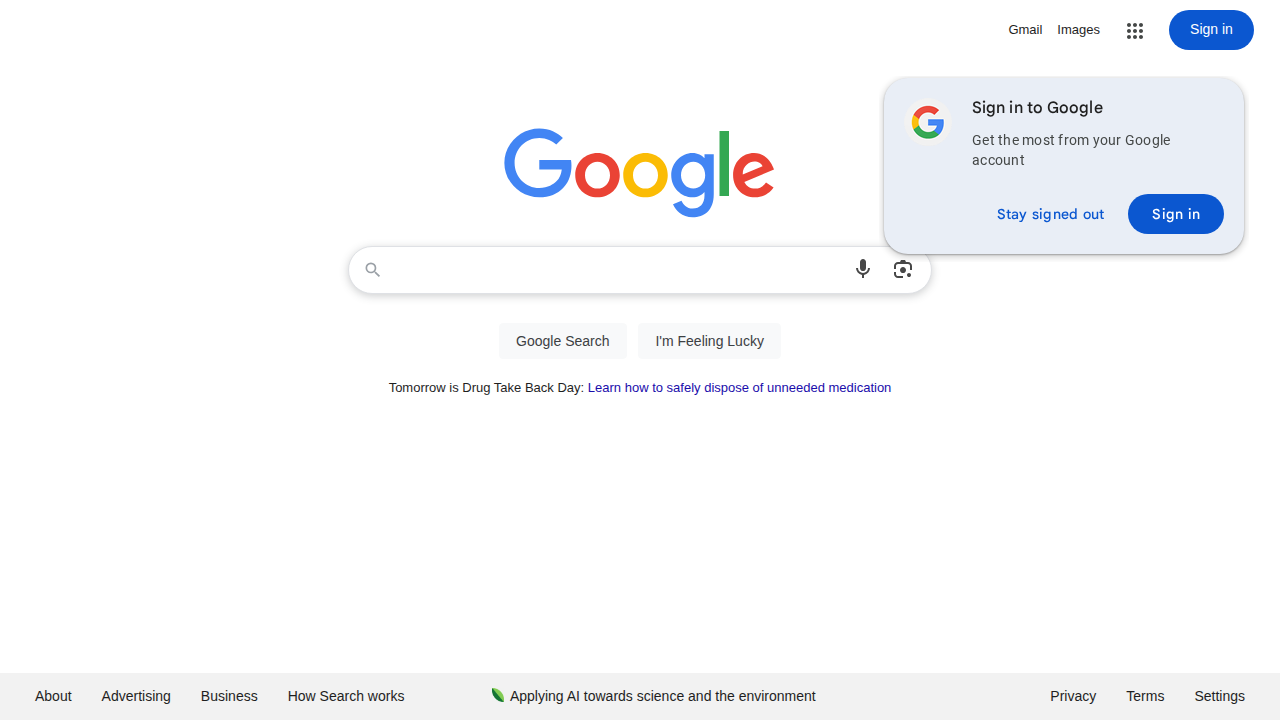 Gmail Images Sign in
Sign in to Google
Get the most from your Google
account
Stay signed out Sign in
Google
Google Search I'm Feeling Lucky
Tomorrow is Drug Take Back Day: Learn how to safely dispose of unneeded medication
About Advertising Business How Search works Applying AI towards science and the environment Privacy Terms Settings